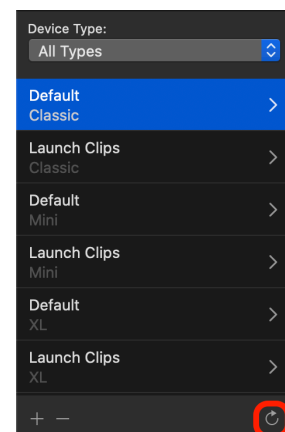 Device Type:
All Types
Default
Classic
Launch Clips
Classic
Default
Mini
Launch Clips
Mini
Default
XL
Launch Clips
XL